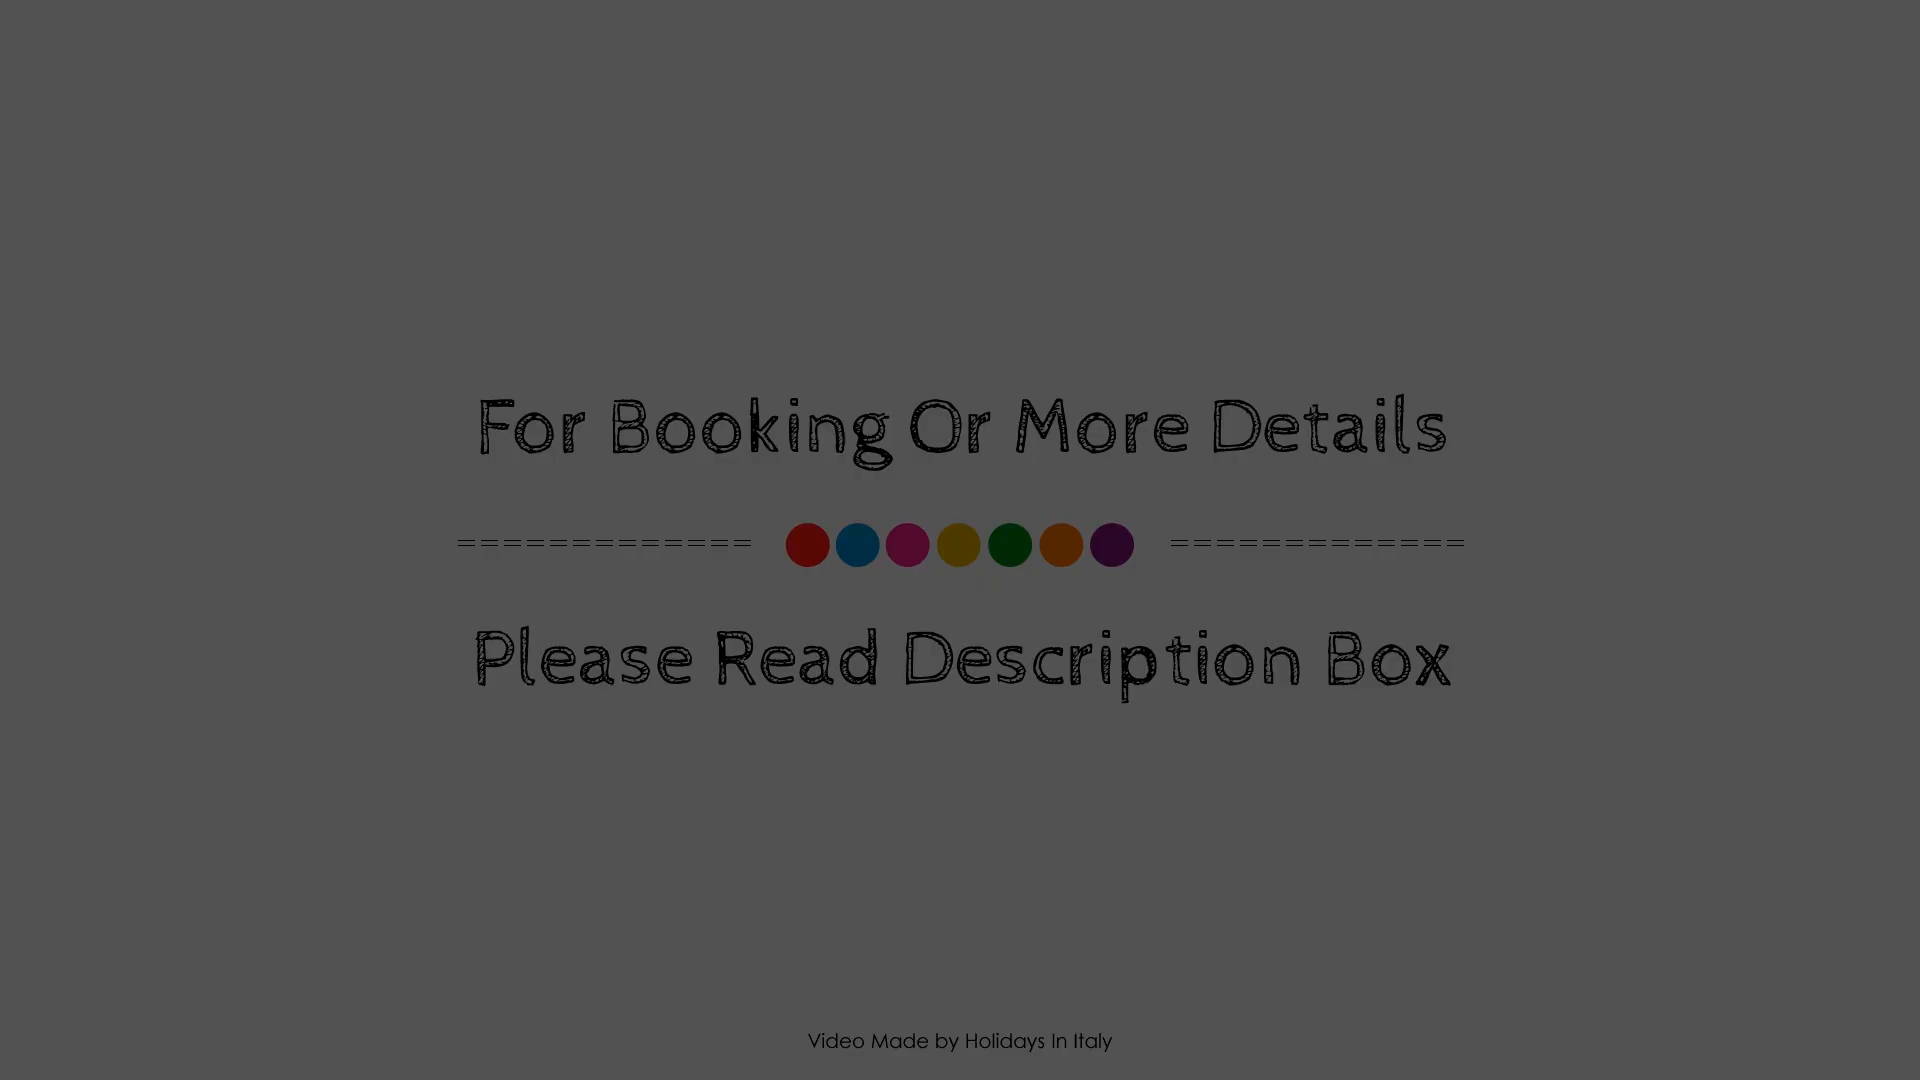 For Booking Or More Details
============= =============
Please Read Description Box
Video Made by Holidays In Italy